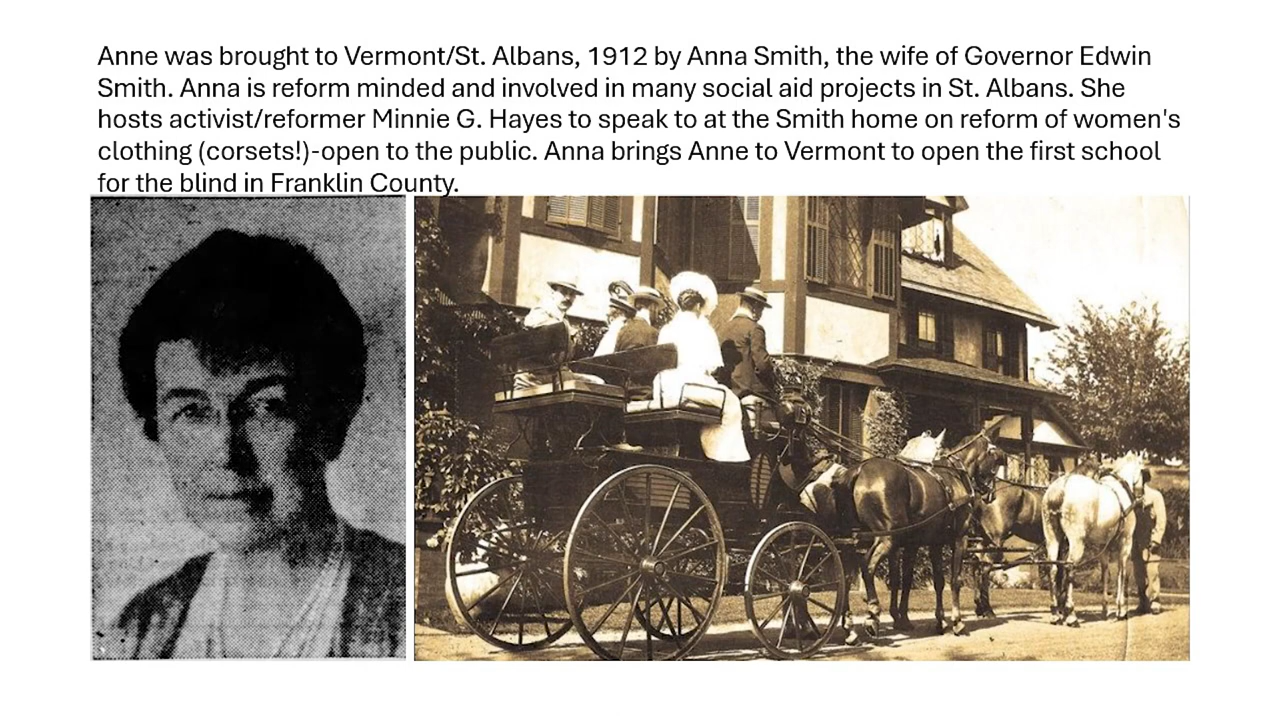 Anne was brought to Vermont/St. Albans, 1912 by Anna Smith, the wife of Governor Edwin
Smith. Anna is reform minded and involved in many social aid projects in St. Albans. She
hosts activist/reformer Minnie G. Hayes to speak to at the Smith home on reform of women's
clothing (corsets!)-open to the public. Anna brings Anne to Vermont to open the first school
for the blind in Franklin County.